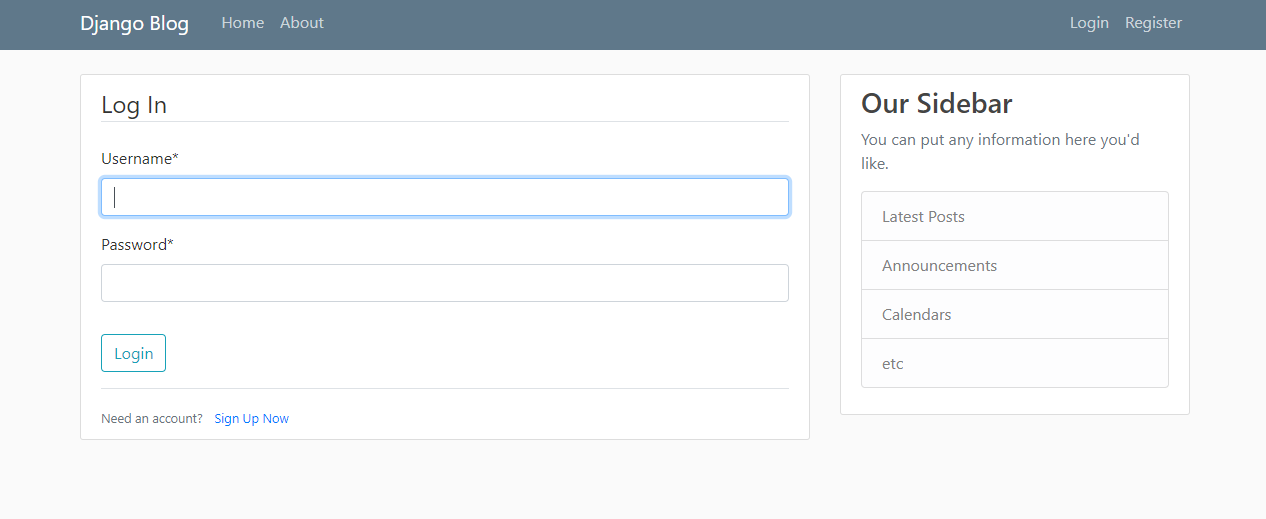 Django Blog Home About Login Register
Log In
Username*
Password*
Login
Need an account? Sign Up Now
Our Sidebar
You can put any information here you'd
like.
Latest Posts
Announcements
Calendars
etc